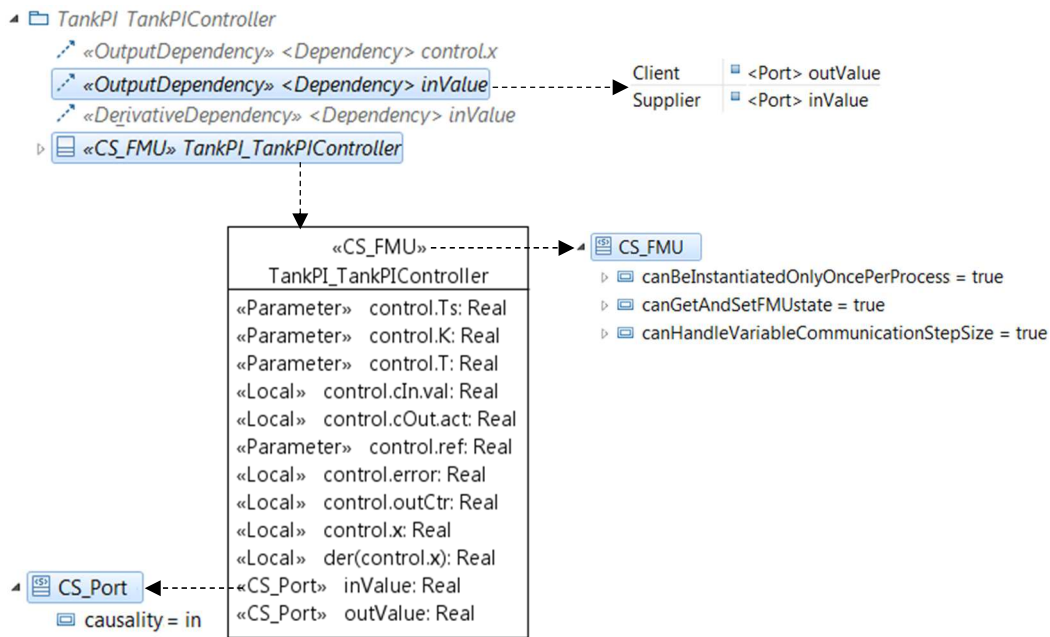 TankPI TankPIController
«OutputDependency» <Dependency> control.x
«OutputDependency» <Dependency> inValue
Client <Port> outValue
Supplier <Port> inValue
«DerivativeDependency» <Dependency> inValue
«CS_FMU» TankPI_TankPIController
«CS_FMU»
TankPI_TankPIController
«Parameter» control.Ts: Real
«Parameter» control.K: Real
«Parameter» control.T: Real
«Local» control.cIn.val: Real
«Local» control.cOut.act: Real
«Parameter» control.ref: Real
«Local» control.error: Real
«Local» control.outCtr: Real
«Local» control.x: Real
«Local» der(control.x): Real
«CS_Port» inValue: Real
«CS_Port» outValue: Real
CS_FMU
canBeInstantiatedOnlyOncePerProcess = true
canGetAndSetFMUstate = true
canHandleVariableCommunicationStepSize = true
CS_Port
causality = in